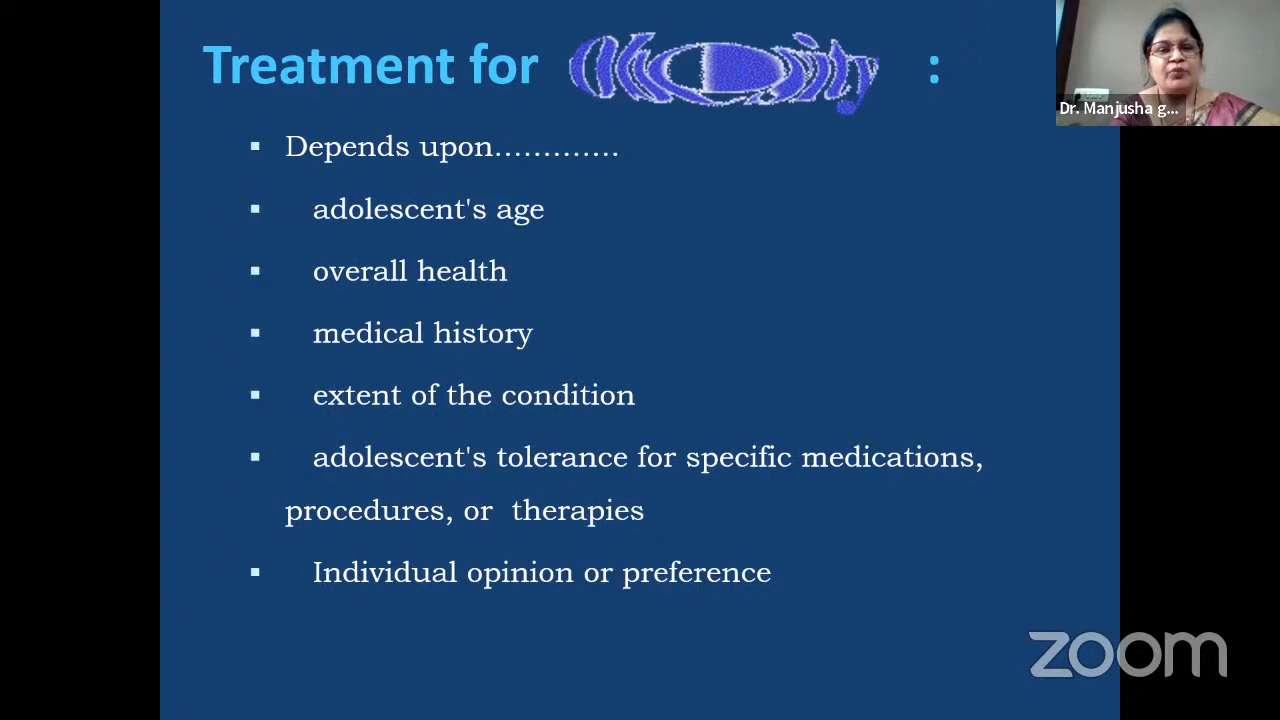 Treatment for Obesity :
Dr. Manjusha g...
▪ Depends upon.............
▪ adolescent's age
▪ overall health
▪ medical history
▪ extent of the condition
▪ adolescent's tolerance for specific medications,
procedures, or therapies
▪ Individual opinion or preference
zoom